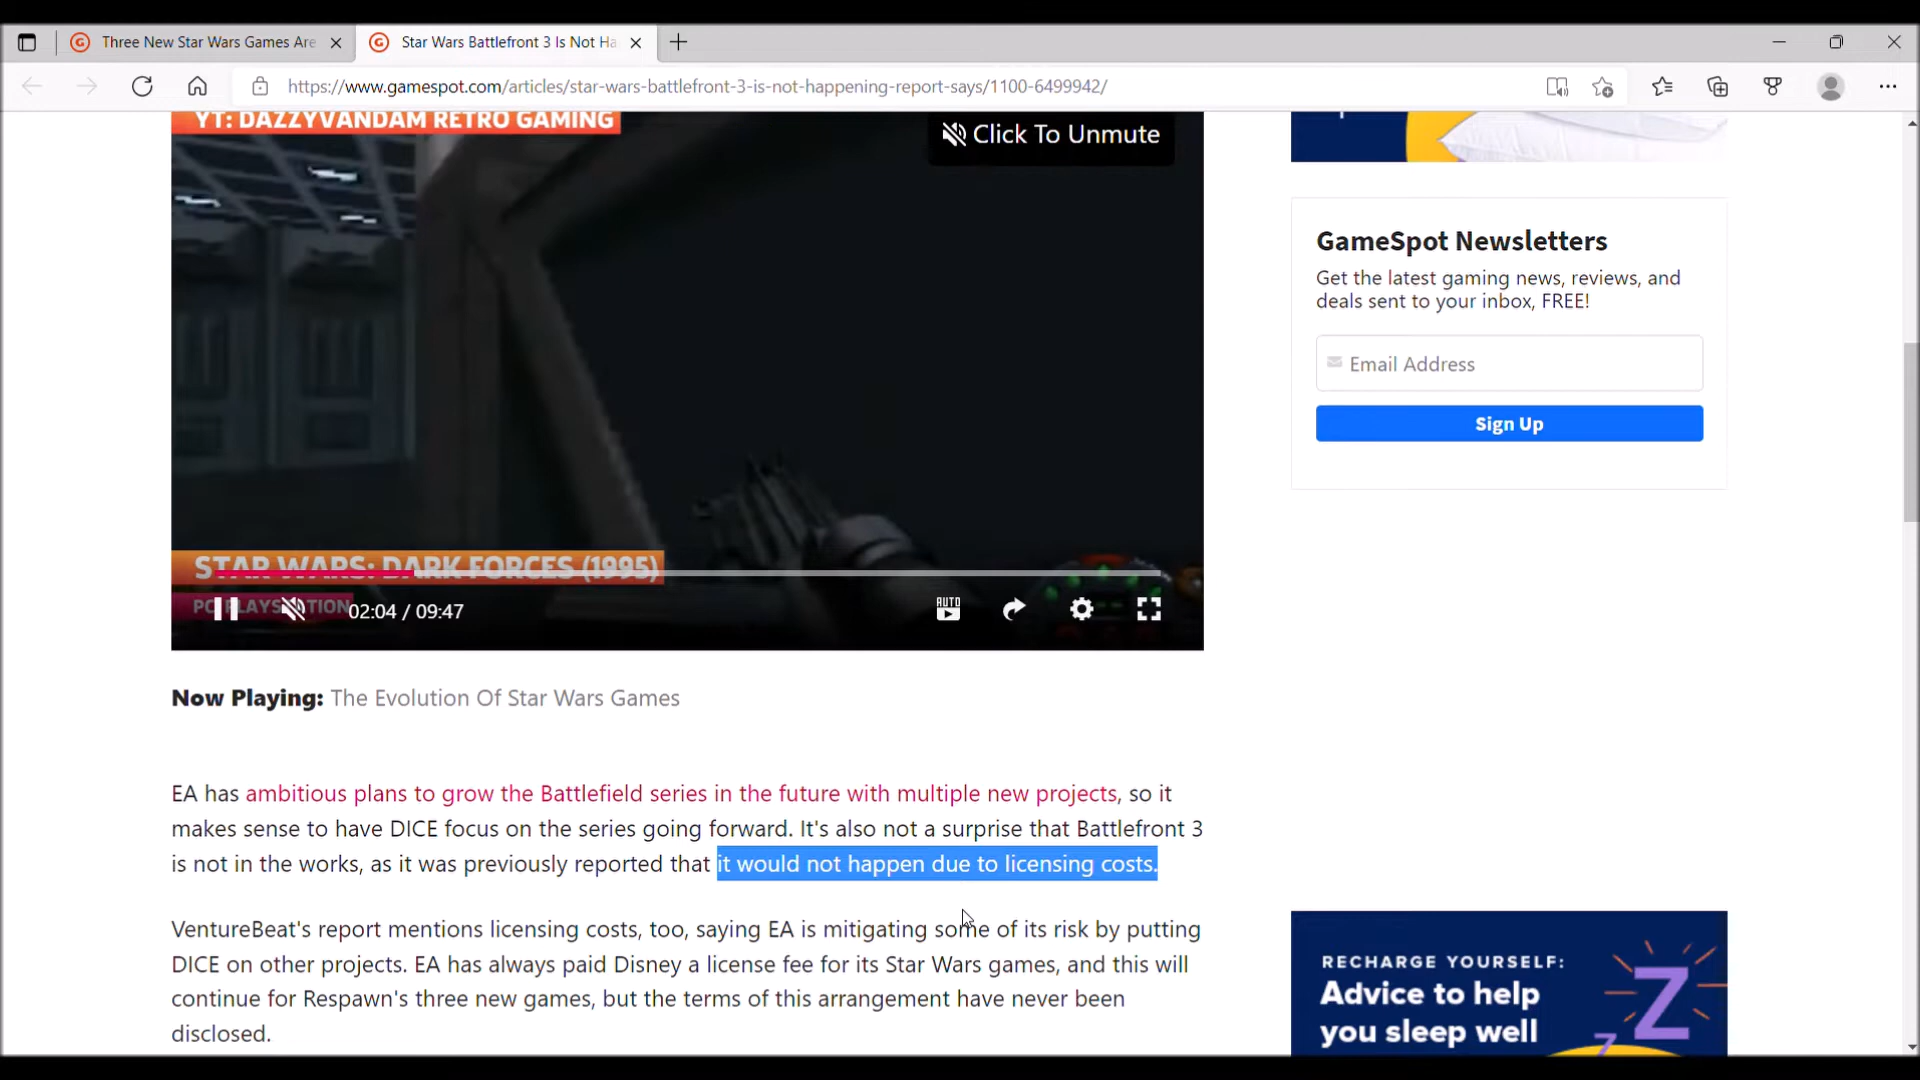 Three New Star Wars Games Are
Star Wars Battlefront 3 Is Not Ha
https://www.gamespot.com/articles/star-wars-battlefront-3-is-not-happening-report-says/1100-6499942/
YT: DAZZYVANDAM RETRO GAMING
Click To Unmute
STAR WARS: DARK FORCES (1995)
PC PLAYSTATION
02:04 / 09:47
AUTO
Now Playing: The Evolution Of Star Wars Games
EA has ambitious plans to grow the Battlefield series in the future with multiple new projects, so it
makes sense to have DICE focus on the series going forward. It's also not a surprise that Battlefront 3
is not in the works, as it was previously reported that it would not happen due to licensing costs.
VentureBeat's report mentions licensing costs, too, saying EA is mitigating some of its risk by putting
DICE on other projects. EA has always paid Disney a license fee for its Star Wars games, and this will
continue for Respawn's three new games, but the terms of this arrangement have never been
disclosed.
GameSpot Newsletters
Get the latest gaming news, reviews, and
deals sent to your inbox, FREE!
Email Address
Sign Up
RECHARGE YOURSELF:
Advice to help
you sleep well
Z
Z